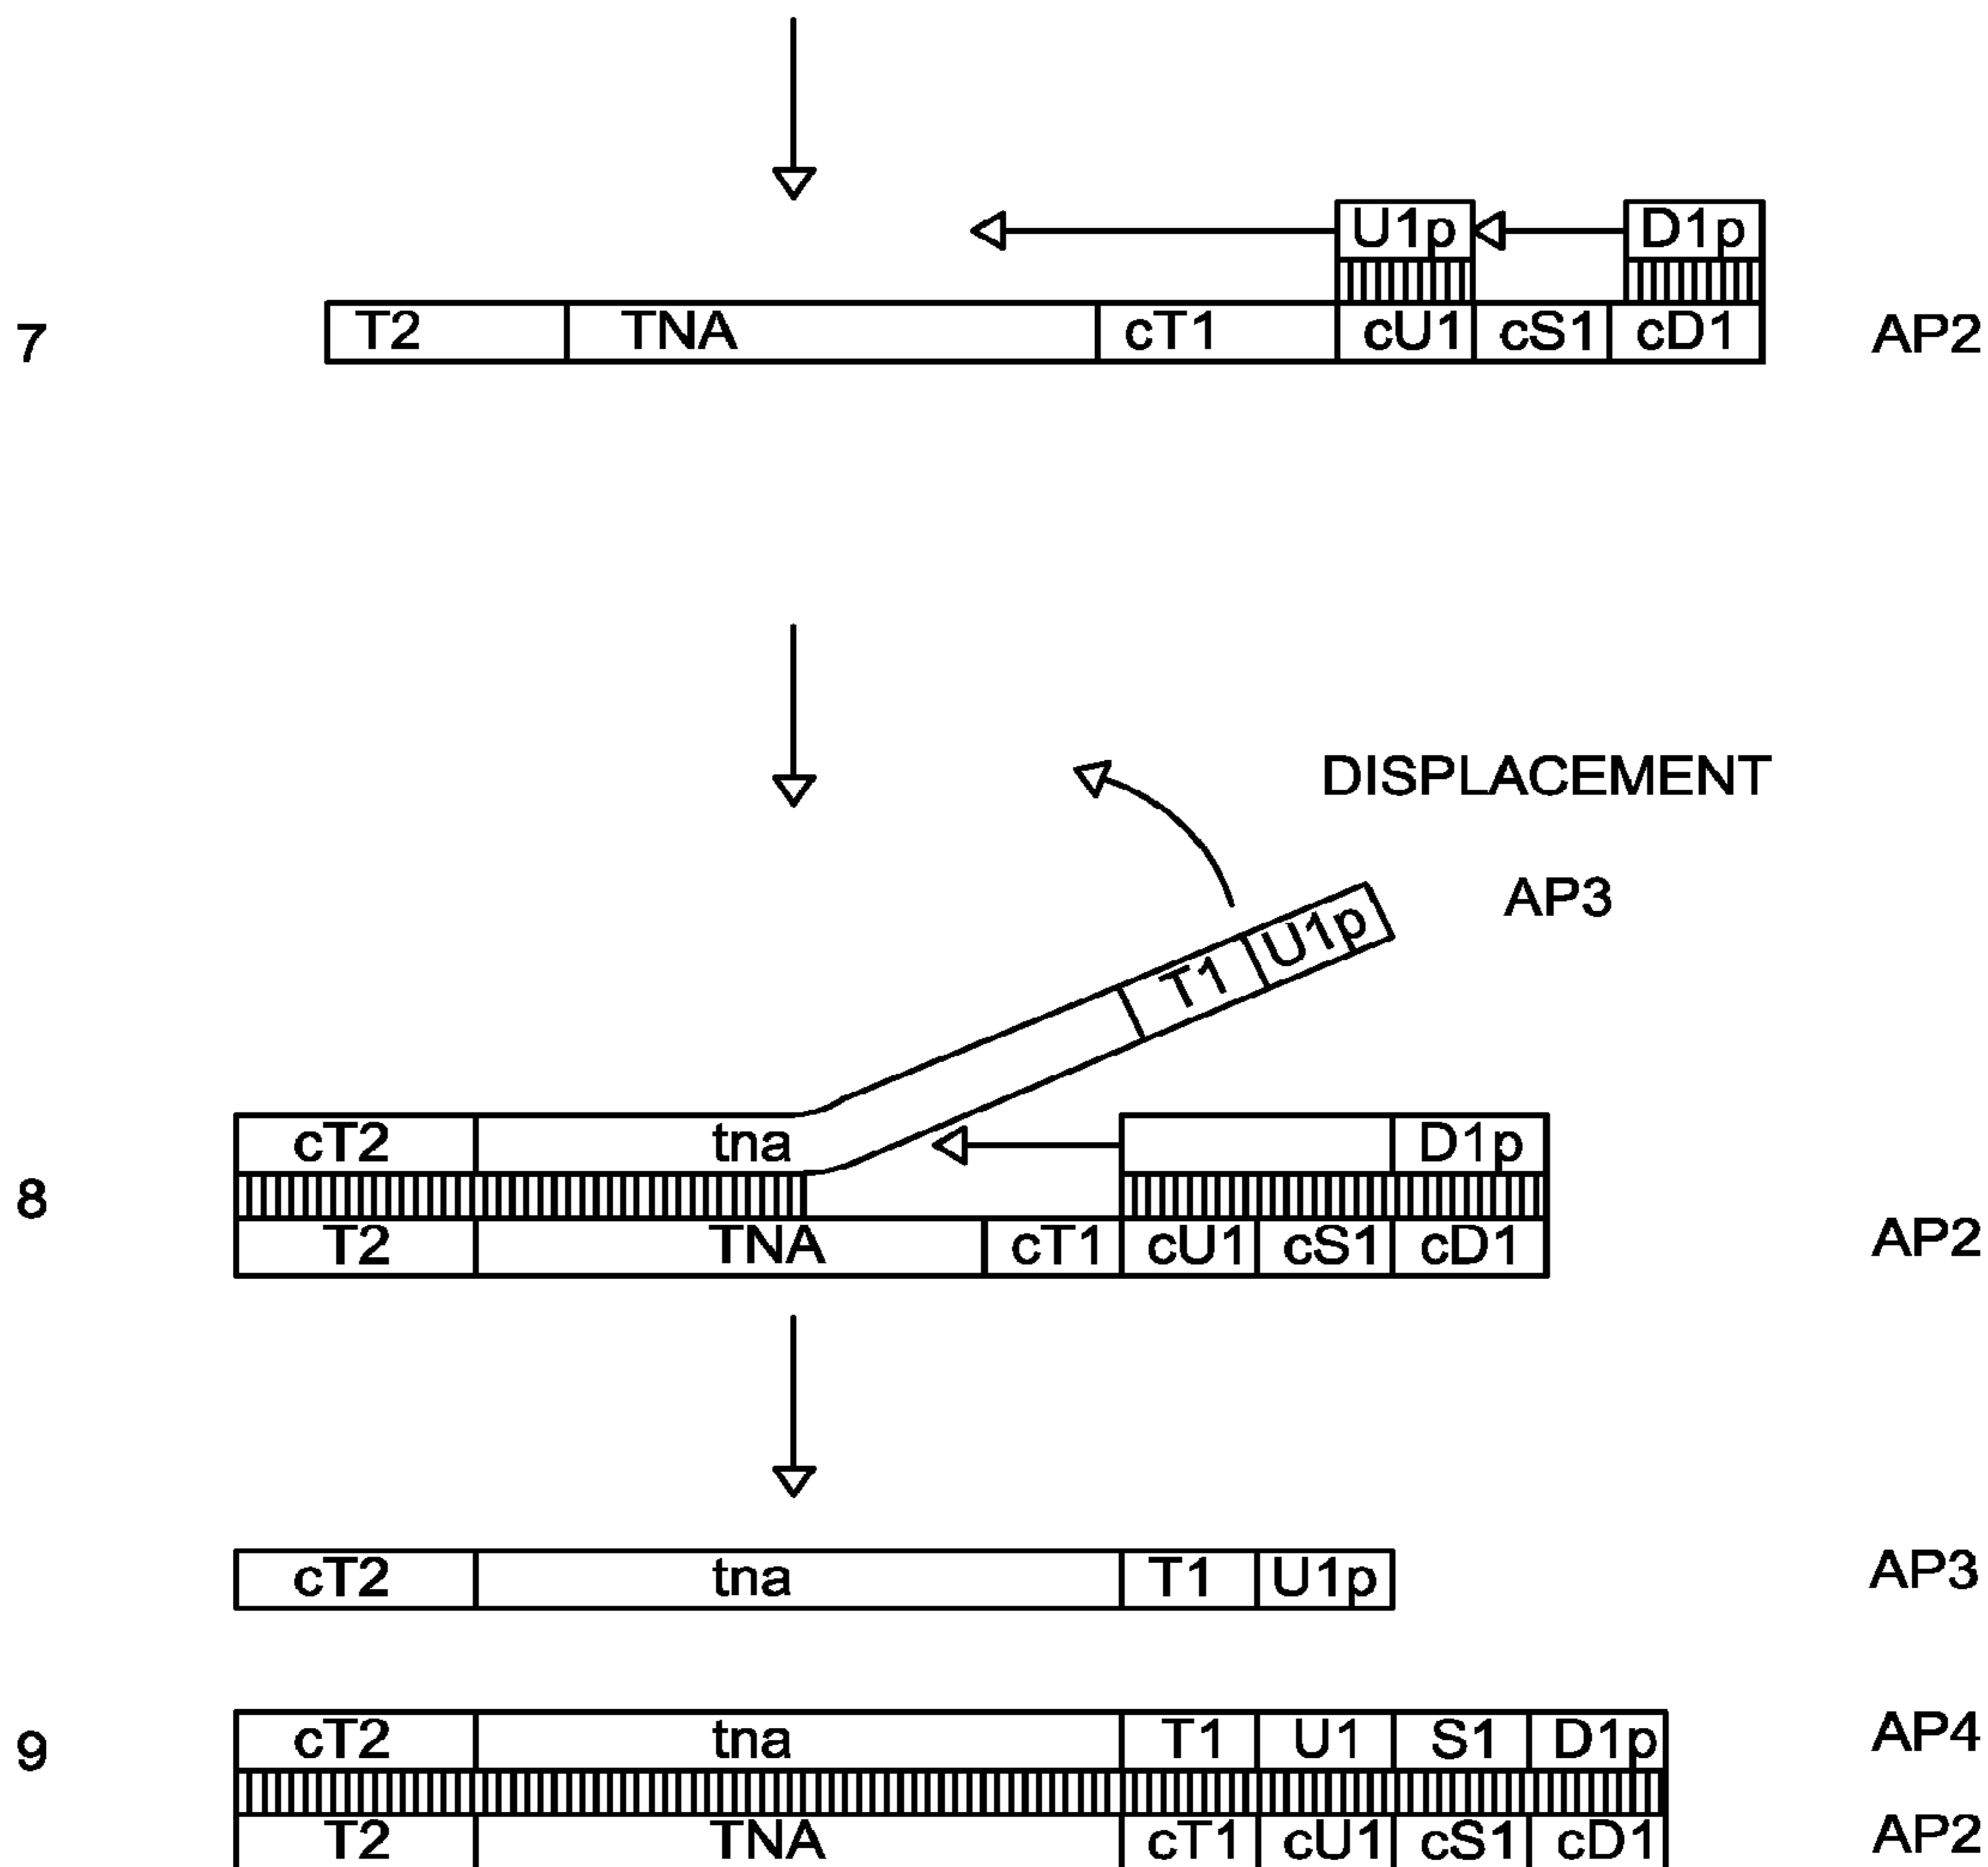 U1p D1p
7 T2 TNA cT1 cU1 cS1 cD1 AP2
DISPLACEMENT
AP3
T1 U1p
cT2 tna D1p
8
T2 TNA cT1 cU1 cS1 cD1 AP2
cT2 tna T1 U1p AP3
cT2 tna T1 U1 S1 D1p AP4
9
T2 TNA cT1 cU1 cS1 cD1 AP2